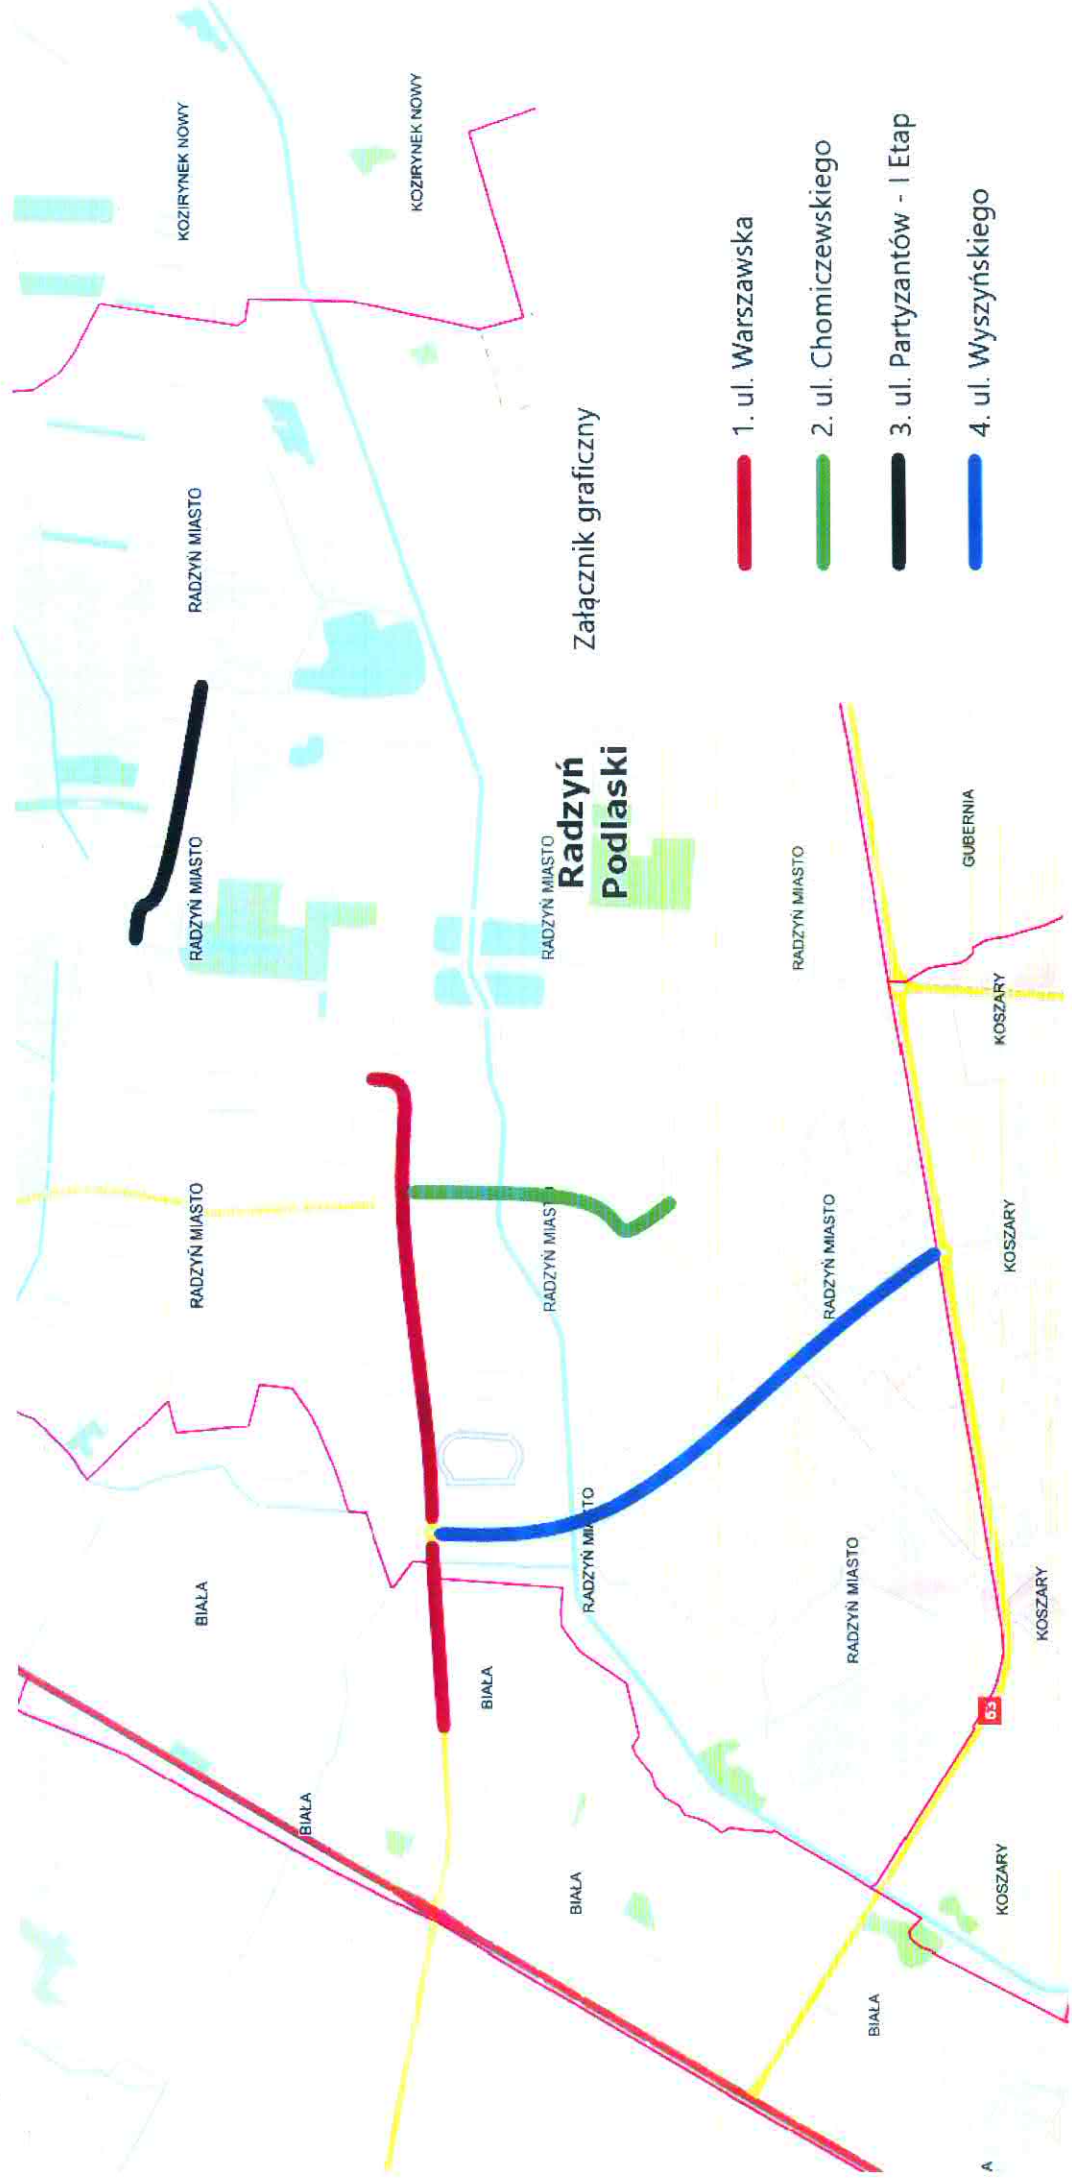 BIAŁA
RADZYŃ MIASTO
RADZYŃ MIASTO
RADZYŃ MIASTO
KOZIRYNEK NOWY
BIAŁA
KOZIRYNEK NOWY
BIAŁA
RADZYŃ MIASTO
RADZYŃ MIASTO
Radzyń
Podlaski
BIAŁA
RADZYŃ MIASTO
Załącznik graficzny
1. ul. Warszawska
2. ul. Chomiczewskiego
3. ul. Partyzantów - I Etap
4. ul. Wyszyńskiego
RADZYŃ MIASTO
RADZYŃ MIASTO
RADZYŃ MIASTO
BIAŁA
GUBERNIA
63
A
KOSZARY
KOSZARY
KOSZARY
KOSZARY